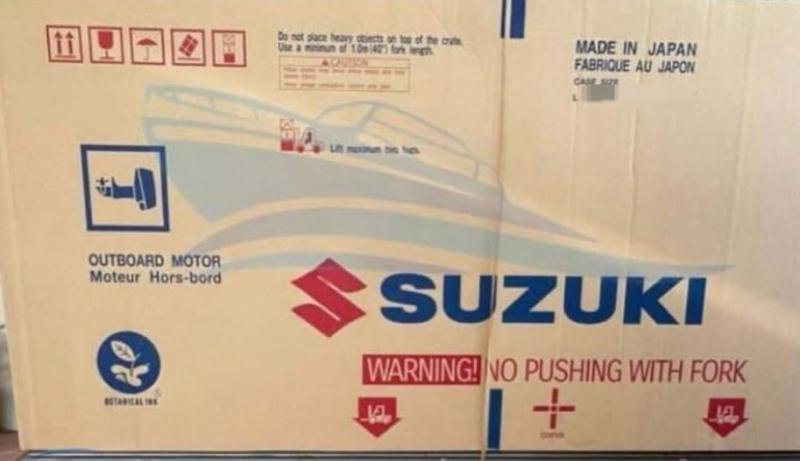 Do not place heavy objects on top of the crate.
Use a minimum of 1.0m (40") fork length.
CAUTION
MADE IN JAPAN
FABRIQUE AU JAPON
CASE SIZE
L
Lift maximum two high.
OUTBOARD MOTOR
Moteur Hors-bord
SUZUKI
WARNING! NO PUSHING WITH FORK
BOTANICAL INK
CENTER